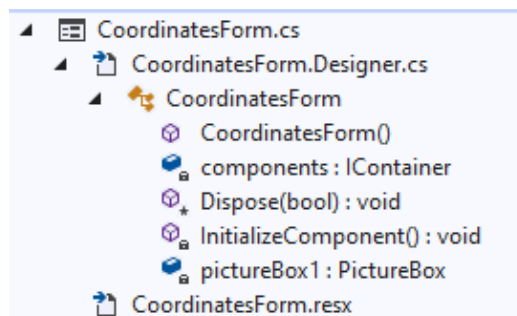 CoordinatesForm.cs
CoordinatesForm.Designer.cs
CoordinatesForm
CoordinatesForm()
components : IContainer
Dispose(bool) : void
InitializeComponent() : void
pictureBox1 : PictureBox
CoordinatesForm.resx